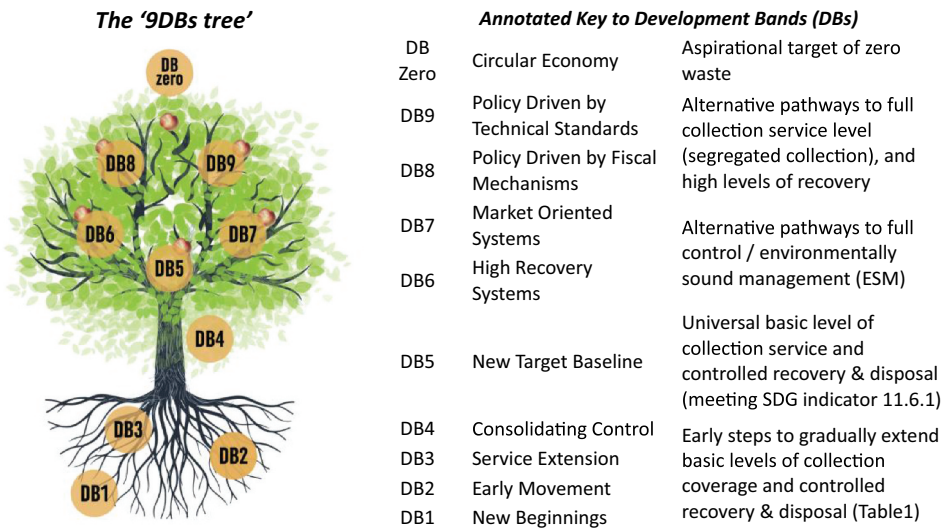 The ‘9DBs tree’
DB
zero
DB8
DB9
DB6
DB7
DB5
DB4
DB3
DB2
DB1
Annotated Key to Development Bands (DBs)
DB
Zero
Circular Economy
Aspirational target of zero
waste
DB9
Policy Driven by
Technical Standards
DB8
Policy Driven by Fiscal
Mechanisms
Alternative pathways to full
collection service level
(segregated collection), and
high levels of recovery
DB7
Market Oriented
Systems
DB6
High Recovery
Systems
Alternative pathways to full
control / environmentally
sound management (ESM)
DB5
New Target Baseline
Universal basic level of
collection service and
controlled recovery & disposal
(meeting SDG indicator 11.6.1)
DB4
Consolidating Control
DB3
Service Extension
DB2
Early Movement
DB1
New Beginnings
Early steps to gradually extend
basic levels of collection
coverage and controlled
recovery & disposal (Table1)